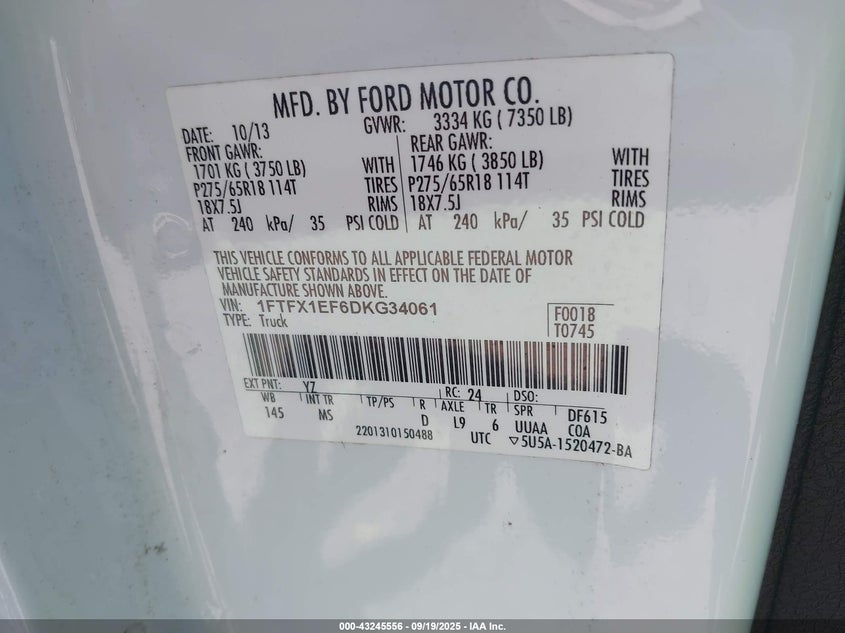 MFD. BY FORD MOTOR CO.
DATE: 10/13 GVWR: 3334 KG ( 7350 LB)
FRONT GAWR: REAR GAWR:
1701 KG ( 3750 LB) WITH 1746 KG ( 3850 LB) WITH
P275/65R18 114T TIRES P275/65R18 114T TIRES
18X7.5J RIMS 18X7.5J RIMS
AT 240 kPa/ 35 PSI COLD AT 240 kPa/ 35 PSI COLD
THIS VEHICLE CONFORMS TO ALL APPLICABLE FEDERAL MOTOR
VEHICLE SAFETY STANDARDS IN EFFECT ON THE DATE OF
MANUFACTURE SHOWN ABOVE.
VIN: 1FTFX1EF6DKG34061 F0018
TYPE: Truck T0745
EXT PNT: YZ RC: 24 DSO:
WB INT TR TP/PS R AXLE TR SPR DF615
145 MS D L9 6 UUAA COA
2201310150488 UTC ▽5U5A-1520472-BA
000-43245556 - 09/19/2025 - IAA Inc.